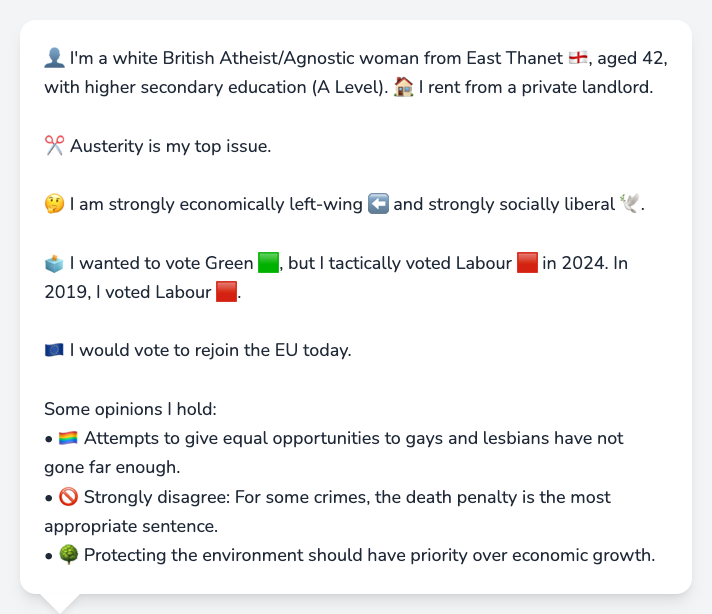 👤 I'm a white British Atheist/Agnostic woman from East Thanet 🏴󠁧󠁢󠁥󠁮󠁧󠁿, aged 42,
with higher secondary education (A Level). 🏠 I rent from a private landlord.
✂️ Austerity is my top issue.
🤔 I am strongly economically left-wing ⬅️ and strongly socially liberal 🕊️.
🗳️ I wanted to vote Green 🟩, but I tactically voted Labour 🟥 in 2024. In
2019, I voted Labour 🟥.
🇪🇺 I would vote to rejoin the EU today.
Some opinions I hold:
• 🏳️‍🌈 Attempts to give equal opportunities to gays and lesbians have not
gone far enough.
• 🚫 Strongly disagree: For some crimes, the death penalty is the most
appropriate sentence.
• 🌳 Protecting the environment should have priority over economic growth.